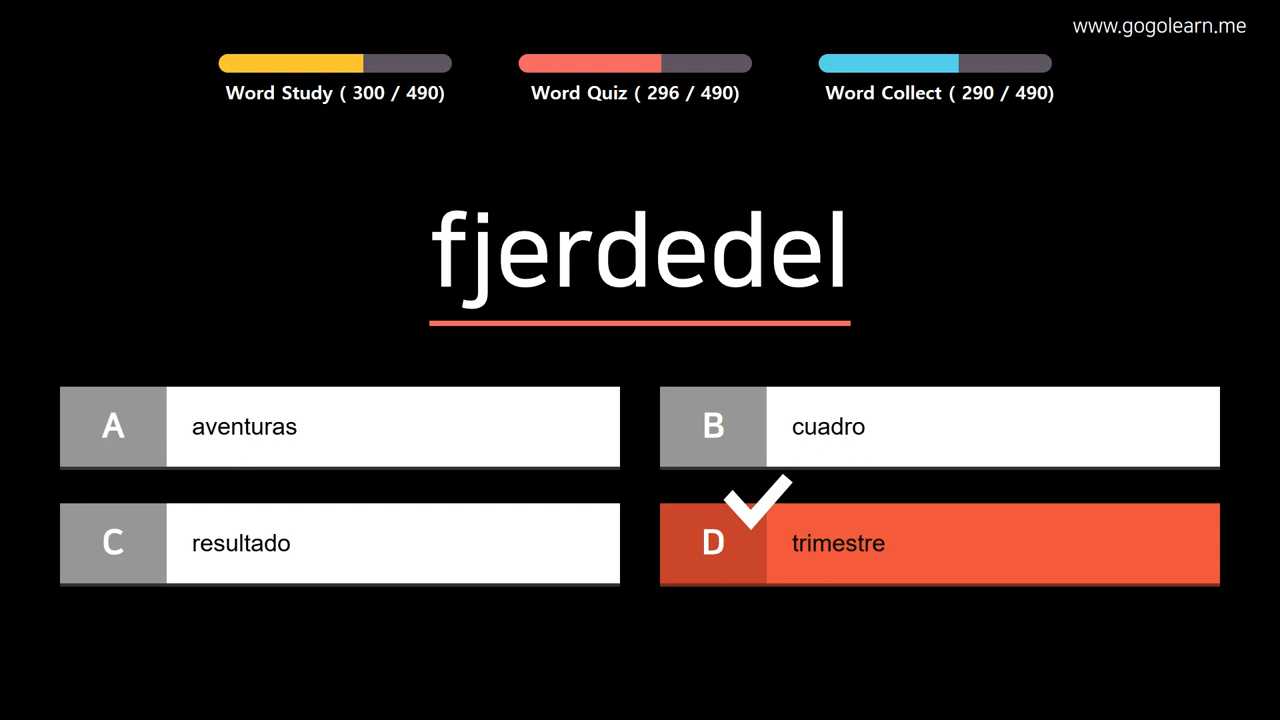 www.gogolearn.me
Word Study ( 300 / 490)
Word Quiz ( 296 / 490)
Word Collect ( 290 / 490)
fjerdedel
A aventuras
B cuadro
C resultado
D trimestre